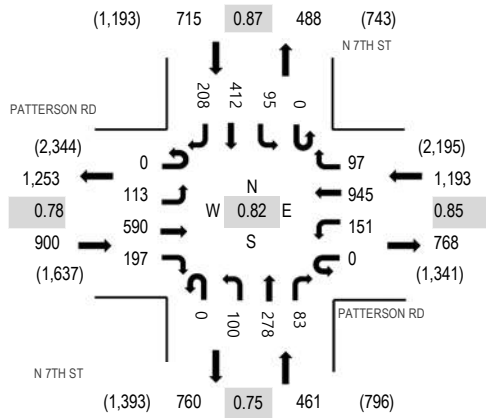 (1,193) 715 0.87 488 (743)
N 7TH ST
PATTERSON RD
208 412 95 0
(2,344) 0 97 (2,195)
1,253 113 N 945 1,193
0.78 W 0.82 E 0.85
590 151
900 S 768
197 0
(1,637) (1,341)
0 100 278 83
PATTERSON RD
N 7TH ST
(1,393) 760 0.75 461 (796)